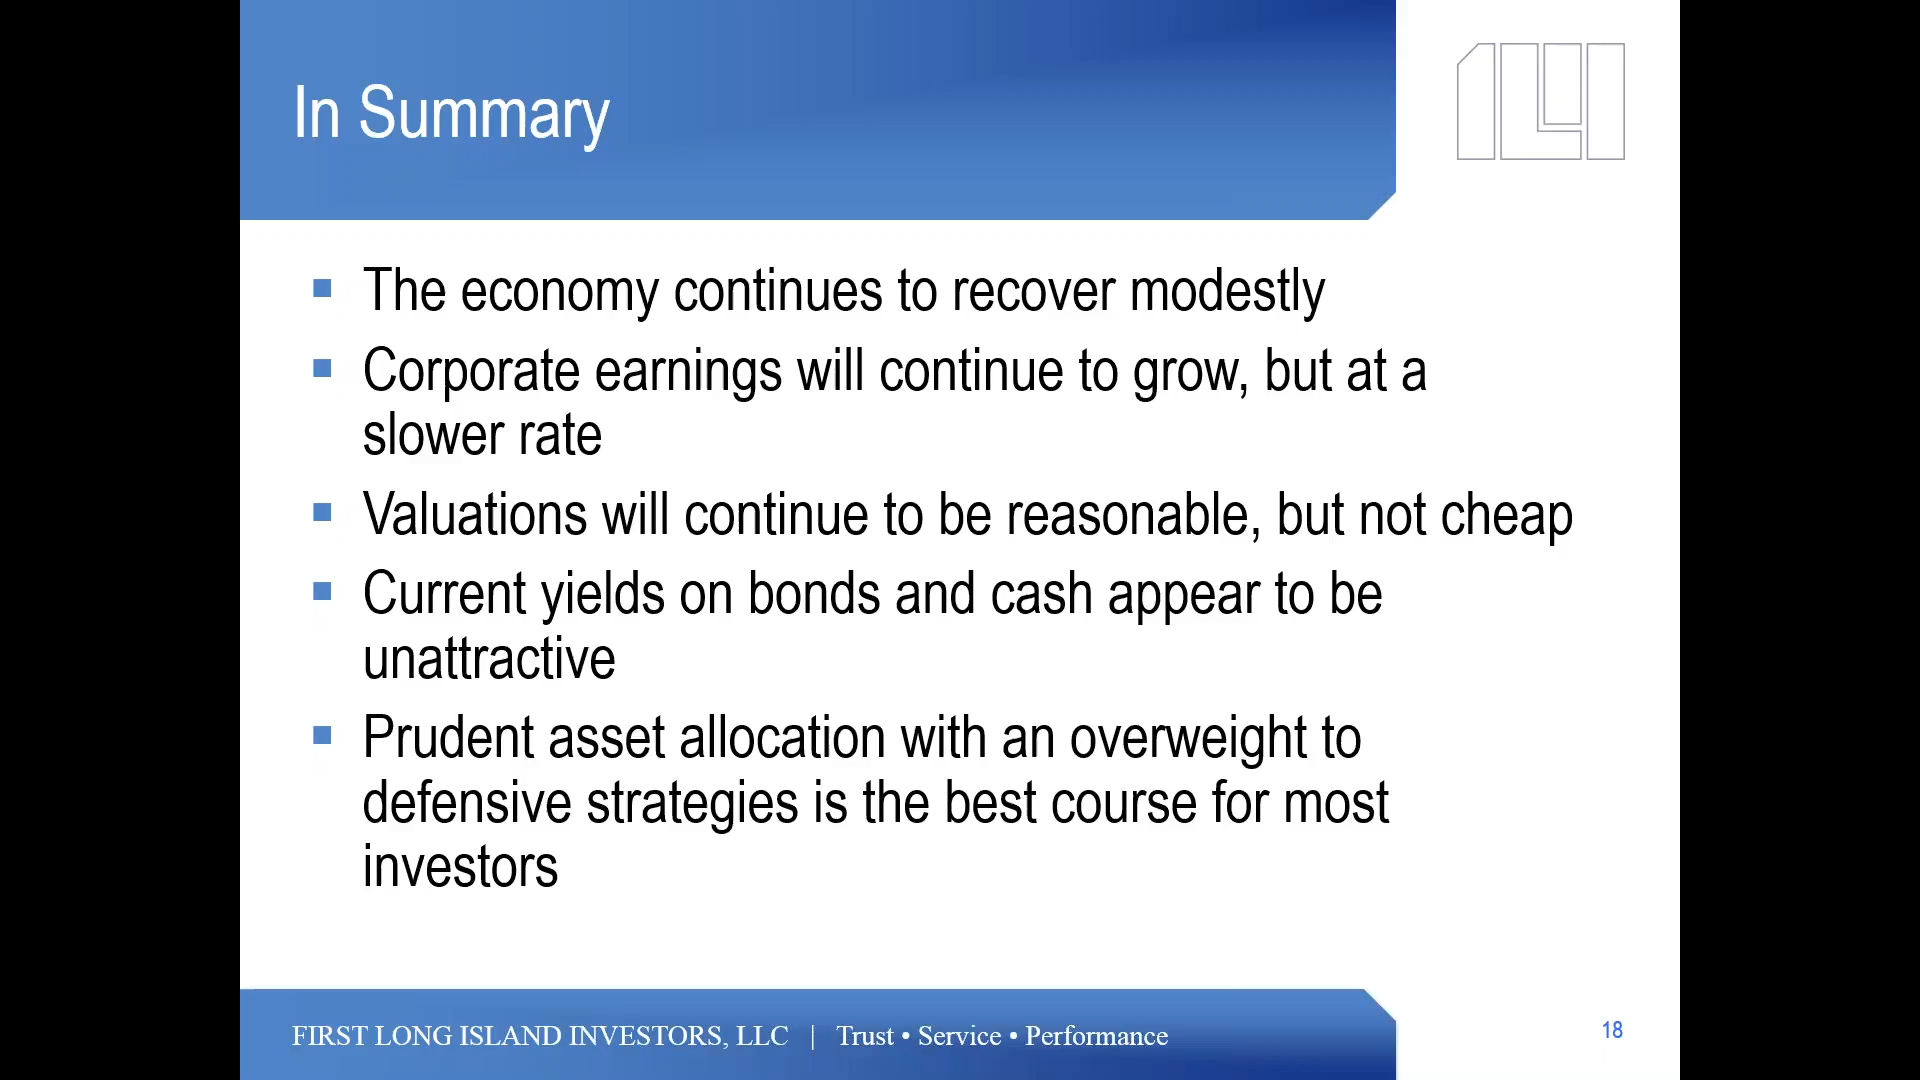 In Summary
The economy continues to recover modestly
Corporate earnings will continue to grow, but at a
slower rate
Valuations will continue to be reasonable, but not cheap
Current yields on bonds and cash appear to be
unattractive
Prudent asset allocation with an overweight to
defensive strategies is the best course for most
investors
FIRST LONG ISLAND INVESTORS, LLC | Trust • Service • Performance
18